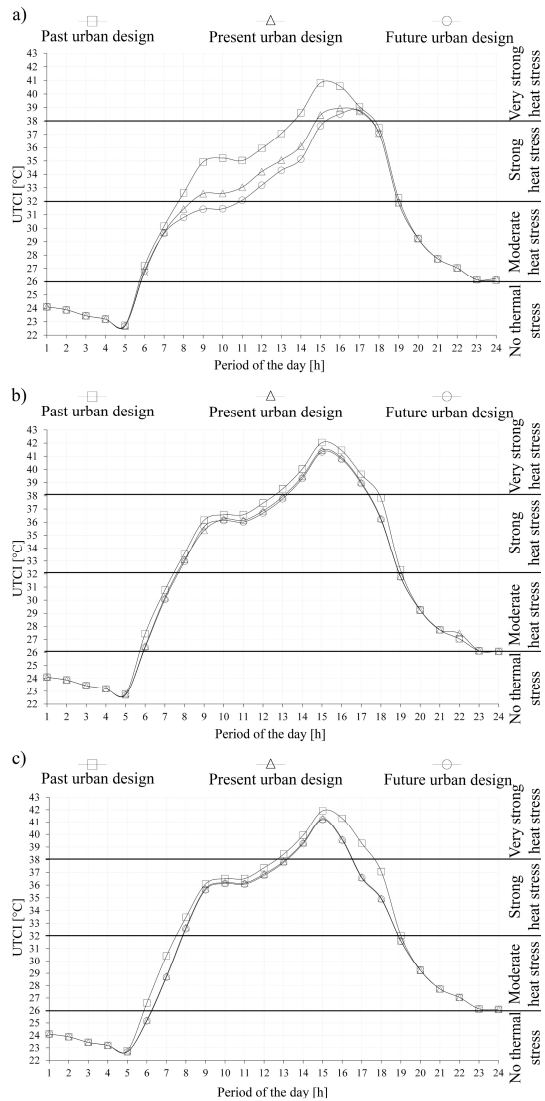 a)
Past urban design
Present urban design
Future urban design
UTCI [°C]
43
42
41
40
39
38
37
36
35
34
33
32
31
30
29
28
27
26
25
24
23
22
1 2 3 4 5 6 7 8 9 10 11 12 13 14 15 16 17 18 19 20 21 22 23 24
Period of the day [h]
Very strong
heat stress
Strong
heat stress
Moderate
heat stress
No thermal
stress
b)
Past urban design
Present urban design
Future urban design
UTCI [°C]
43
42
41
40
39
38
37
36
35
34
33
32
31
30
29
28
27
26
25
24
23
22
1 2 3 4 5 6 7 8 9 10 11 12 13 14 15 16 17 18 19 20 21 22 23 24
Period of the day [h]
Very strong
heat stress
Strong
heat stress
Moderate
heat stress
No thermal
stress
c)
Past urban design
Present urban design
Future urban design
UTCI [°C]
43
42
41
40
39
38
37
36
35
34
33
32
31
30
29
28
27
26
25
24
23
22
1 2 3 4 5 6 7 8 9 10 11 12 13 14 15 16 17 18 19 20 21 22 23 24
Period of the day [h]
Very strong
heat stress
Strong
heat stress
Moderate
heat stress
No thermal
stress